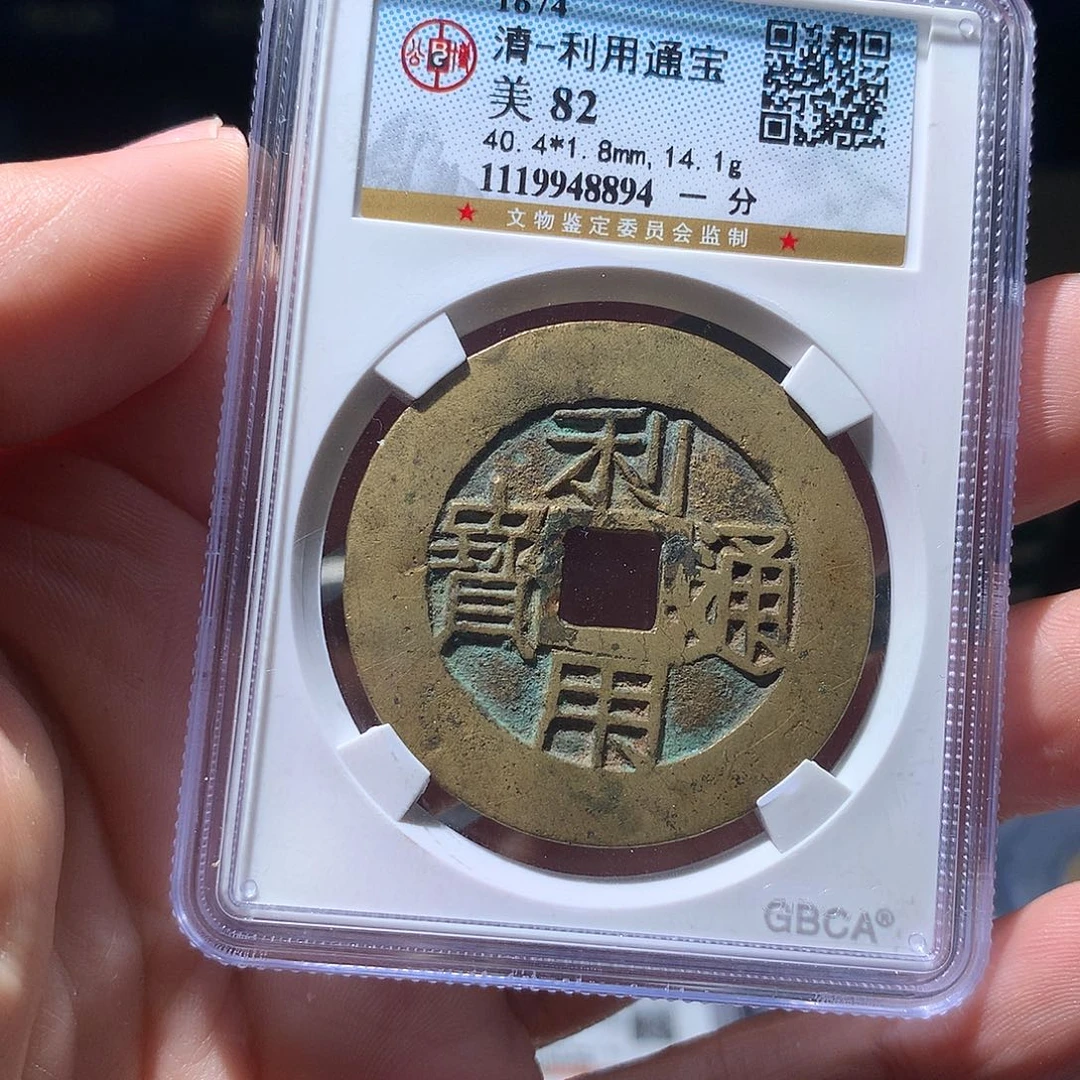 1674
清-利用通宝
美 82
40.4*1.8mm, 14.1g
1119948894 一分
★ 文物鉴定委员会监制 ★
利
寶 通
用
GBCA®